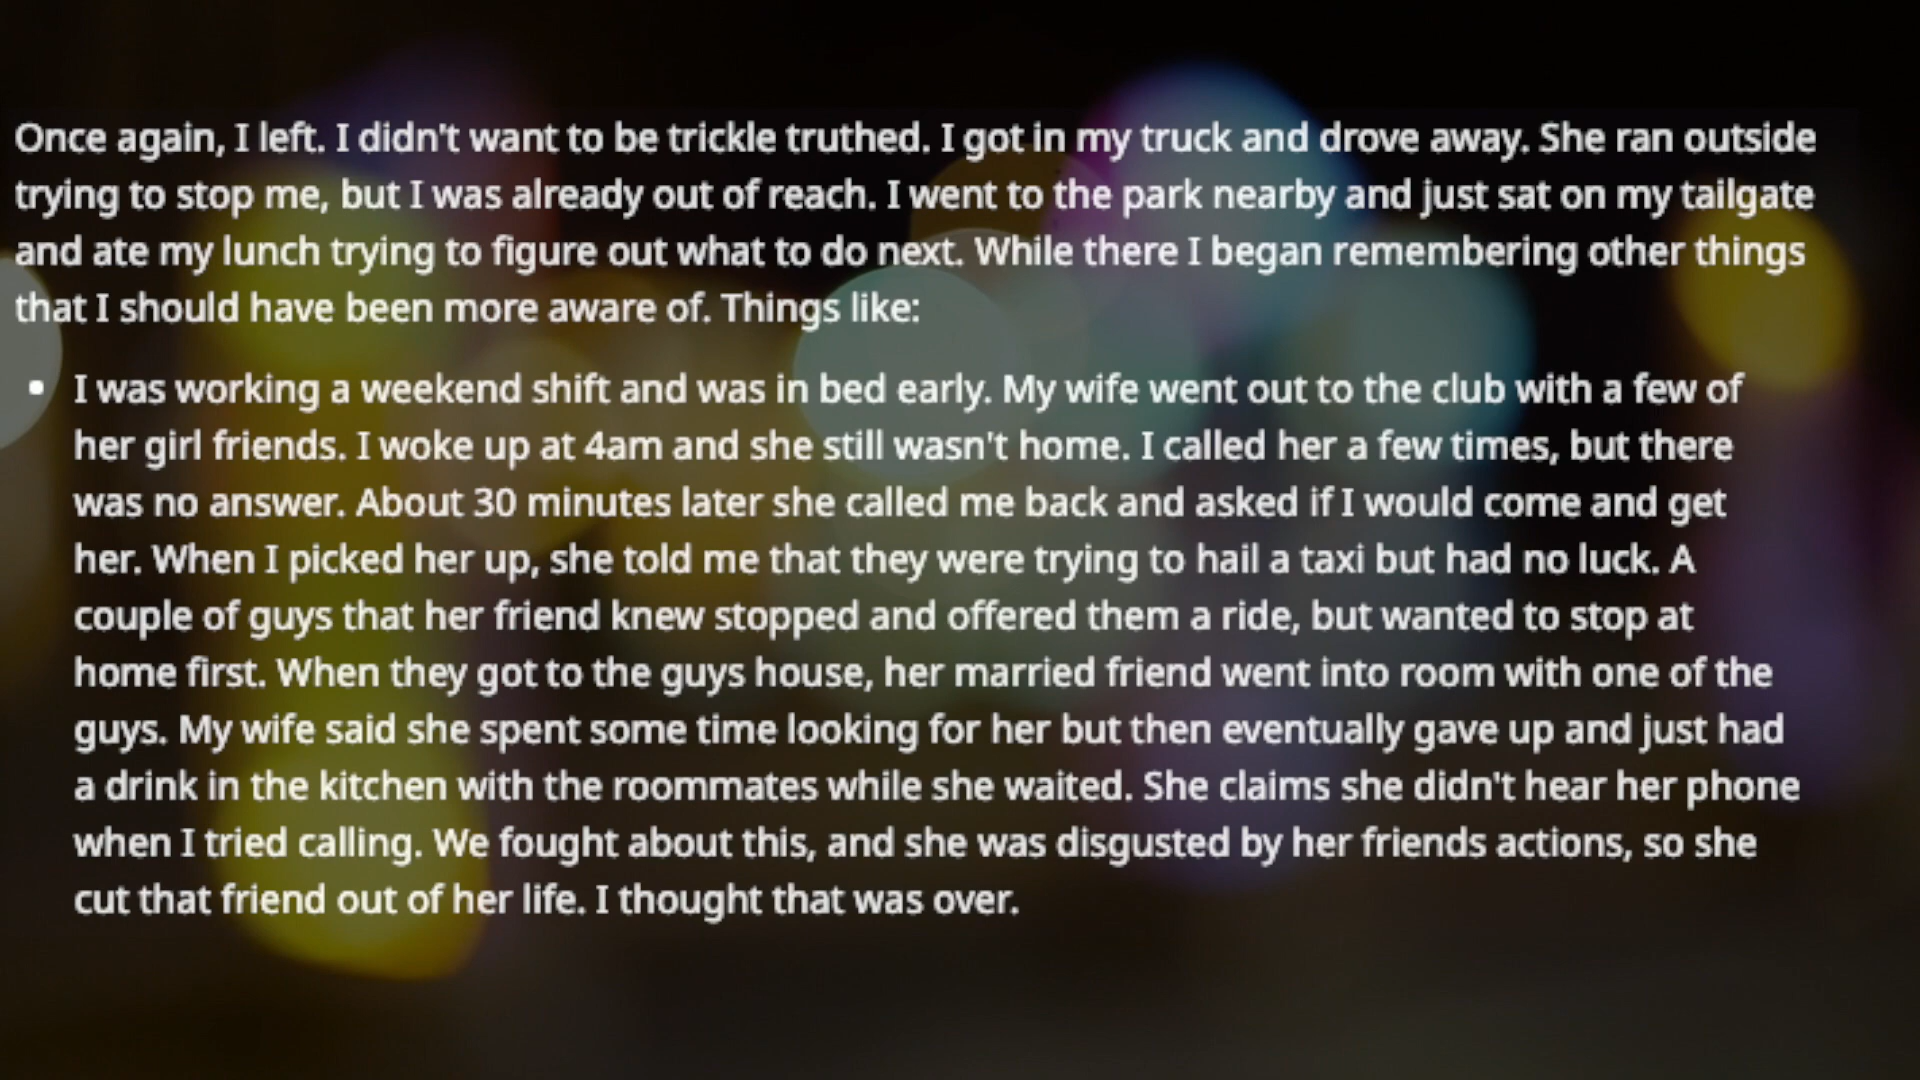 Once again, I left. I didn't want to be trickle truthed. I got in my truck and drove away. She ran outside
trying to stop me, but I was already out of reach. I went to the park nearby and just sat on my tailgate
and ate my lunch trying to figure out what to do next. While there I began remembering other things
that I should have been more aware of. Things like:
• I was working a weekend shift and was in bed early. My wife went out to the club with a few of
her girl friends. I woke up at 4am and she still wasn't home. I called her a few times, but there
was no answer. About 30 minutes later she called me back and asked if I would come and get
her. When I picked her up, she told me that they were trying to hail a taxi but had no luck. A
couple of guys that her friend knew stopped and offered them a ride, but wanted to stop at
home first. When they got to the guys house, her married friend went into room with one of the
guys. My wife said she spent some time looking for her but then eventually gave up and just had
a drink in the kitchen with the roommates while she waited. She claims she didn't hear her phone
when I tried calling. We fought about this, and she was disgusted by her friends actions, so she
cut that friend out of her life. I thought that was over.